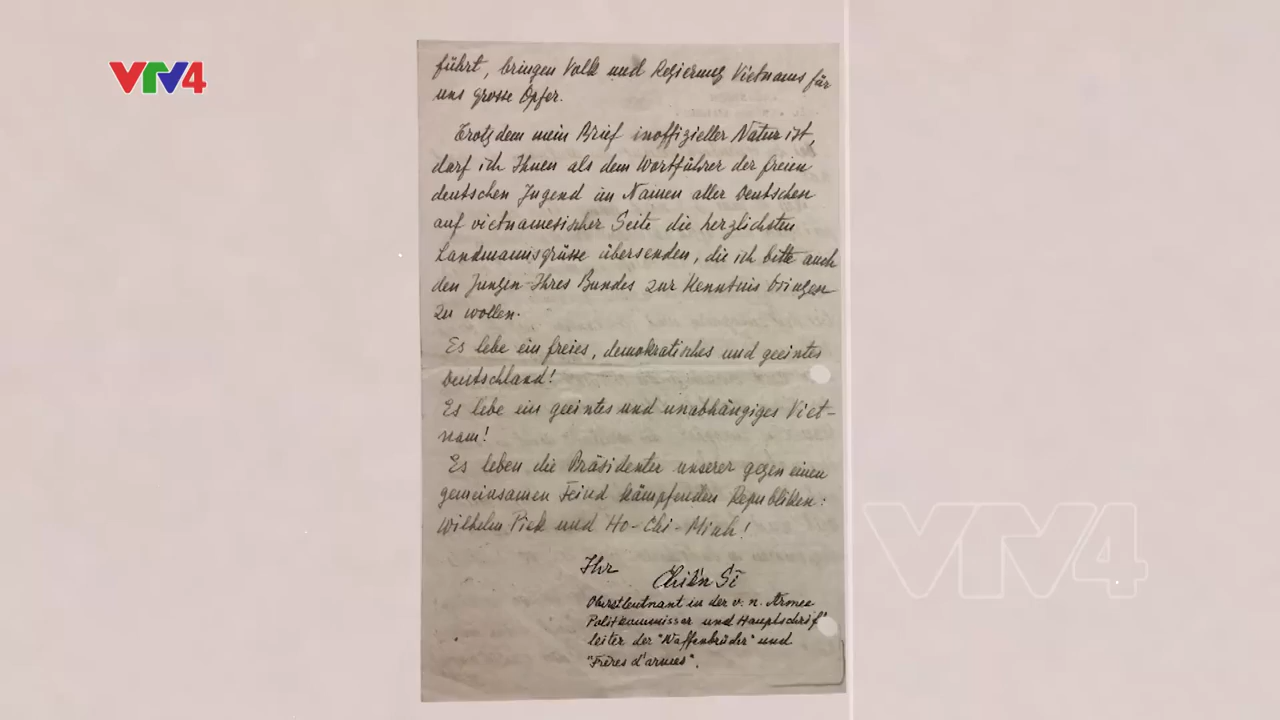 VTV4
führt, bringen Volk und Regierung Vietnams für
uns grosse Opfer.
Trotzdem mein Brief inoffizieller Natur ist,
darf ich Ihnen als dem Wortführer der freien
deutschen Jugend im Namen aller Deutschen
auf vietnamesischer Seite die herzlichsten
Landmannsgrüsse übersenden, die ich bitte auch
den Jungen Ihres Bundes zur Kenntnis bringen
zu wollen.
Es lebe ein freies, demokratisches und geeintes
Deutschland!
Es lebe ein geeintes und unabhängiges Viet-
nam!
Es leben die Präsidenten unserer gegen einen
gemeinsamen Feind kämpfenden Republiken:
Wilhelm Piek und Ho-Chi-Minh!
Ihr
Chiến Sĩ
Oberstleutnant in der v.n. Armee
Politkommissar und Hauptschrift
leiter der "Waffenbrüder" und
"Frères d'armes".
VTV4